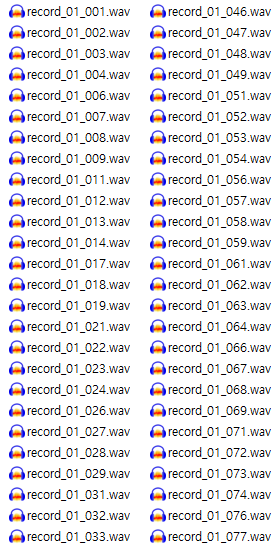 record_01_001.wav
record_01_002.wav
record_01_003.wav
record_01_004.wav
record_01_006.wav
record_01_007.wav
record_01_008.wav
record_01_009.wav
record_01_011.wav
record_01_012.wav
record_01_013.wav
record_01_014.wav
record_01_017.wav
record_01_018.wav
record_01_019.wav
record_01_021.wav
record_01_022.wav
record_01_023.wav
record_01_024.wav
record_01_026.wav
record_01_027.wav
record_01_028.wav
record_01_029.wav
record_01_031.wav
record_01_032.wav
record_01_033.wav
record_01_046.wav
record_01_047.wav
record_01_048.wav
record_01_049.wav
record_01_051.wav
record_01_052.wav
record_01_053.wav
record_01_054.wav
record_01_056.wav
record_01_057.wav
record_01_058.wav
record_01_059.wav
record_01_061.wav
record_01_062.wav
record_01_063.wav
record_01_064.wav
record_01_066.wav
record_01_067.wav
record_01_068.wav
record_01_069.wav
record_01_071.wav
record_01_072.wav
record_01_073.wav
record_01_074.wav
record_01_076.wav
record_01_077.wav